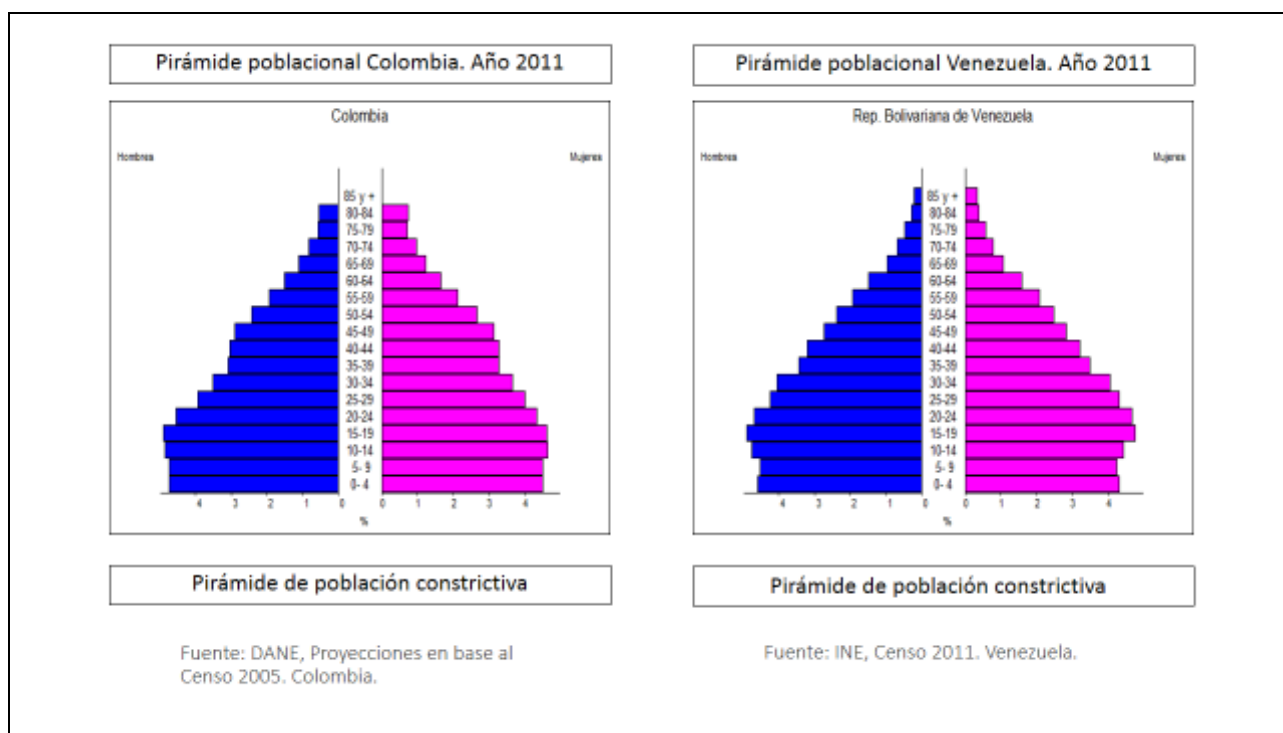 Pirámide poblacional Colombia. Año 2011
Colombia
Hombres
Mujeres
85 y +
80-84
75-79
70-74
65-69
60-64
55-59
50-54
45-49
40-44
35-39
30-34
25-29
20-24
15-19
10-14
5- 9
0- 4
4 3 2 1 0 0 1 2 3 4
%
Pirámide de población constrictiva
Fuente: DANE, Proyecciones en base al
Censo 2005. Colombia.
Pirámide poblacional Venezuela. Año 2011
Rep. Bolivariana de Venezuela
Hombres
Mujeres
85 y +
80-84
75-79
70-74
65-69
60-64
55-59
50-54
45-49
40-44
35-39
30-34
25-29
20-24
15-19
10-14
5- 9
0- 4
4 3 2 1 0 0 1 2 3 4
%
Pirámide de población constrictiva
Fuente: INE, Censo 2011. Venezuela.